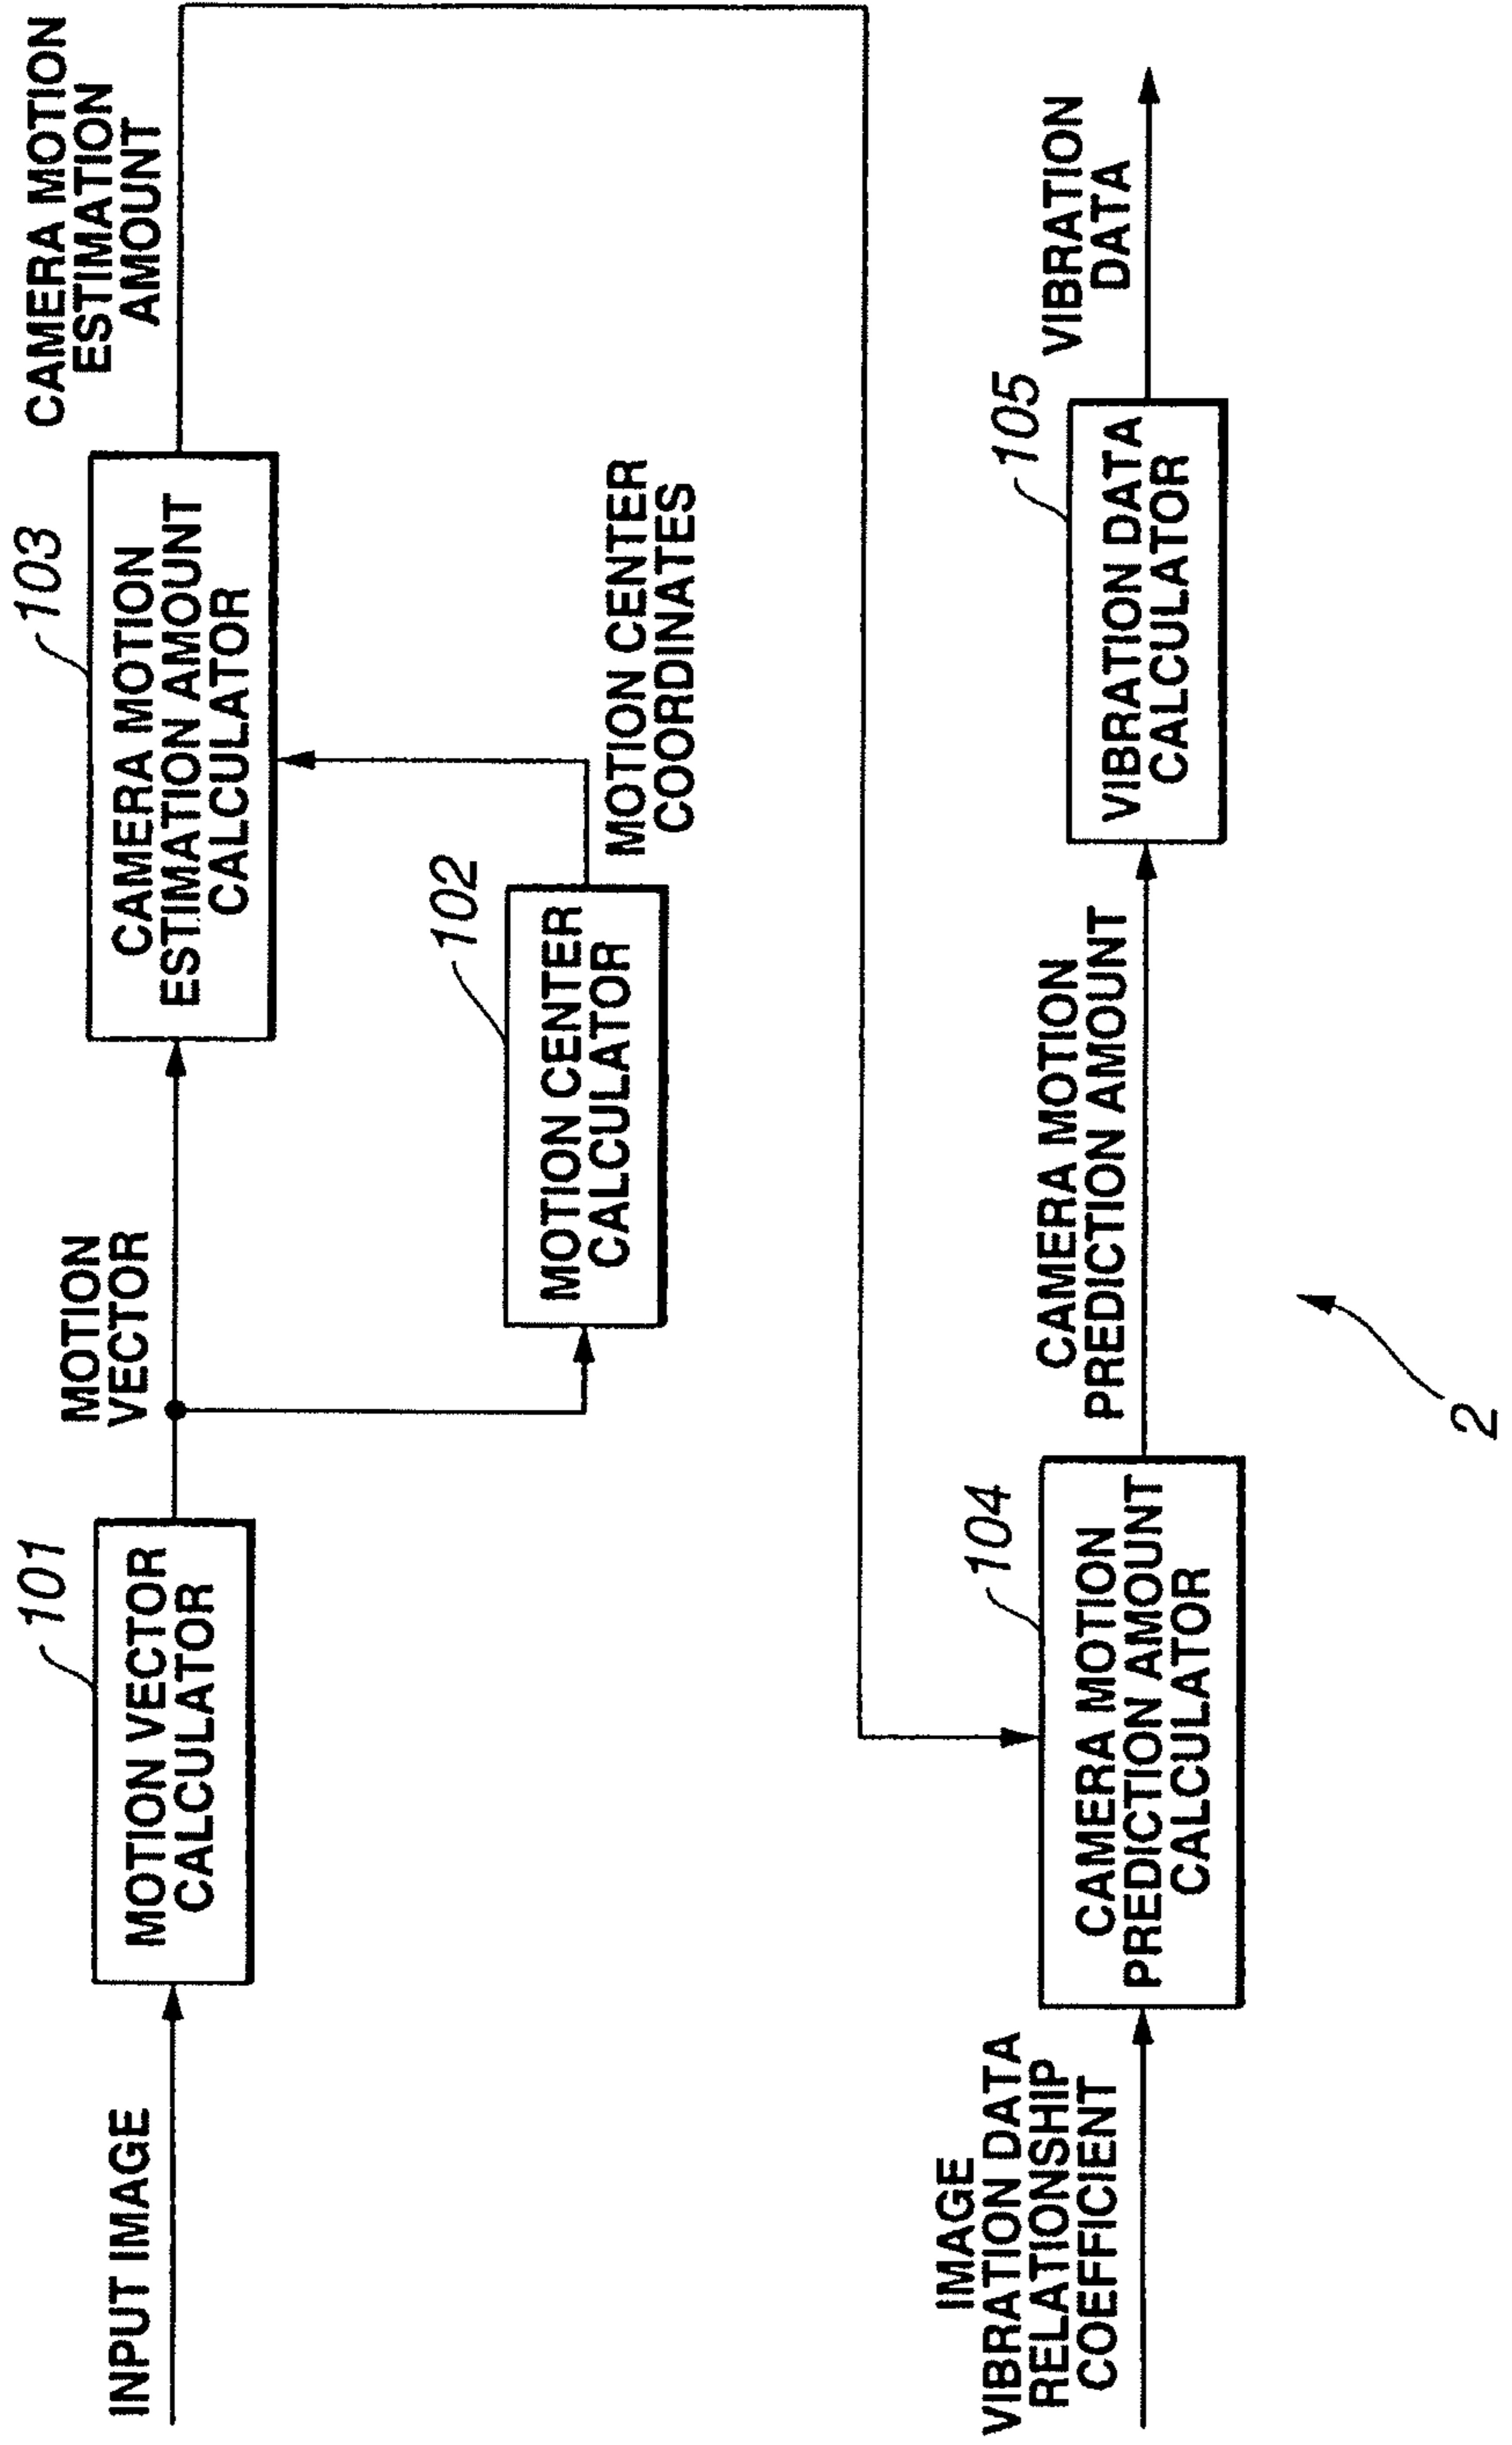 INPUT IMAGE
101
MOTION VECTOR
CALCULATOR
MOTION
VECTOR
102
MOTION CENTER
CALCULATOR
MOTION CENTER
COORDINATES
103
CAMERA MOTION
ESTIMATION AMOUNT
CALCULATOR
CAMERA MOTION
ESTIMATION
AMOUNT
IMAGE
VIBRATION DATA
RELATIONSHIP
COEFFICIENT
104
CAMERA MOTION
PREDICTION AMOUNT
CALCULATOR
CAMERA MOTION
PREDICTION AMOUNT
105
VIBRATION DATA
CALCULATOR
VIBRATION
DATA
2